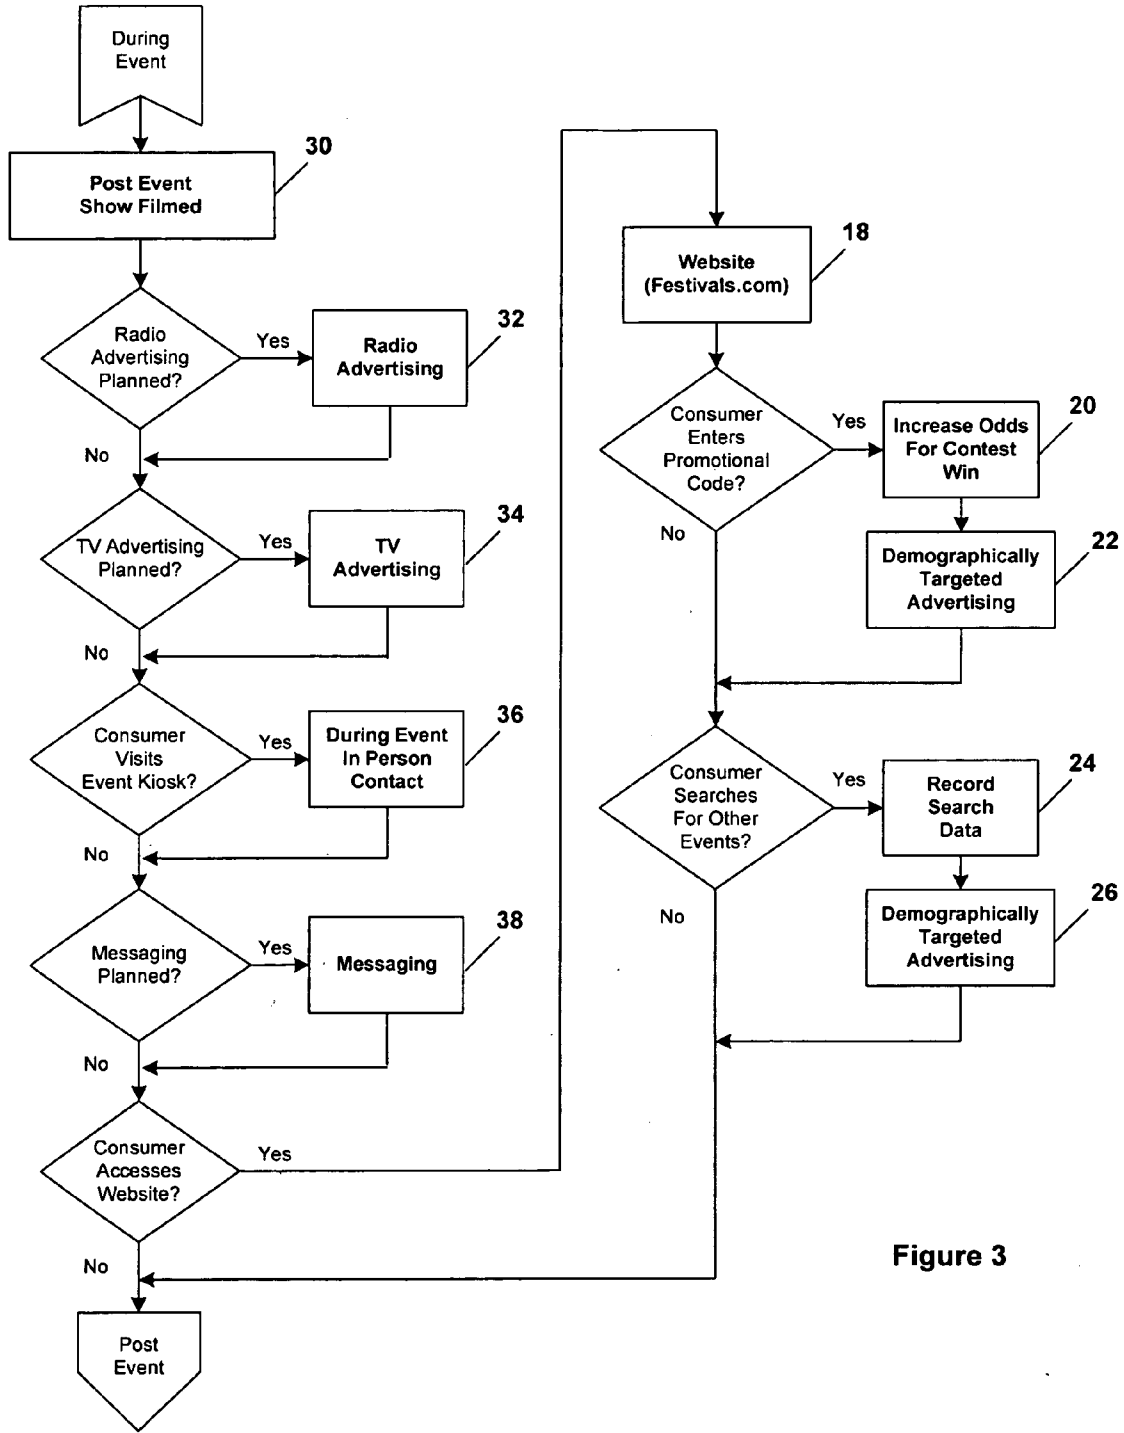 During
Event
30
Post Event
Show Filmed
Radio
Advertising
Planned?
Yes
Radio
Advertising
32
No
TV Advertising
Planned?
Yes
TV
Advertising
34
No
Consumer
Visits
Event Kiosk?
Yes
During Event
In Person
Contact
36
No
Messaging
Planned?
Yes
Messaging
38
No
Consumer
Accesses
Website?
Yes
No
Post
Event
Website
(Festivals.com)
18
Consumer
Enters
Promotional
Code?
Yes
Increase Odds
For Contest
Win
20
No
Demographically
Targeted
Advertising
22
Consumer
Searches
For Other
Events?
Yes
Record
Search
Data
24
No
Demographically
Targeted
Advertising
26
Figure 3